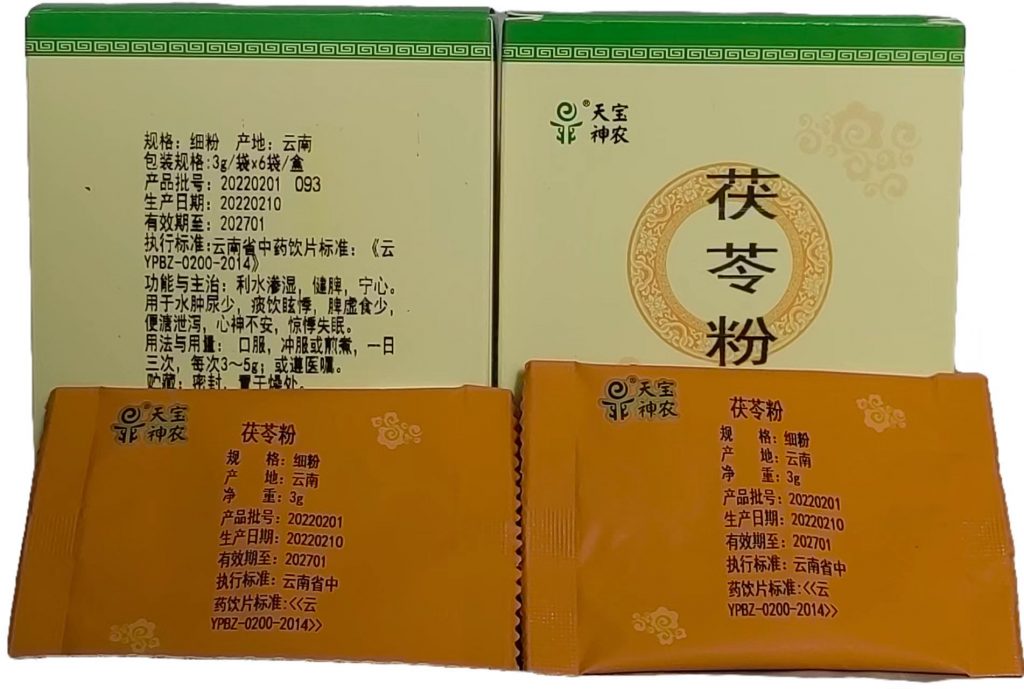 规格：细粉 产地：云南
包装规格:3g/袋x6袋/盒
产品批号：20220201 093
生产日期：20220210
有效期至：202701
执行标准:云南省中药饮片标准：《云
YPBZ-0200-2014》
功能与主治：利水渗湿，健脾，宁心。
用于水肿尿少，痰饮眩悸，脾虚食少，
便溏泄泻，心神不安，惊悸失眠。
用法与用量：口服，冲服或煎煮，一日
三次，每次3～5g；或遵医嘱。
贮藏：密封，置干燥处。
天宝
神农
茯
苓
粉
天宝
神农
茯苓粉
规 格：细粉
产 地：云南
净 重：3g
产品批号：20220201
生产日期：20220210
有效期至：202701
执行标准：云南省中
药饮片标准:<<云
YPBZ-0200-2014>>
天宝
神农
茯苓粉
规 格：细粉
产 地：云南
净 重：3g
产品批号：20220201
生产日期：20220210
有效期至：202701
执行标准：云南省中
药饮片标准:<<云
YPBZ-0200-2014>>